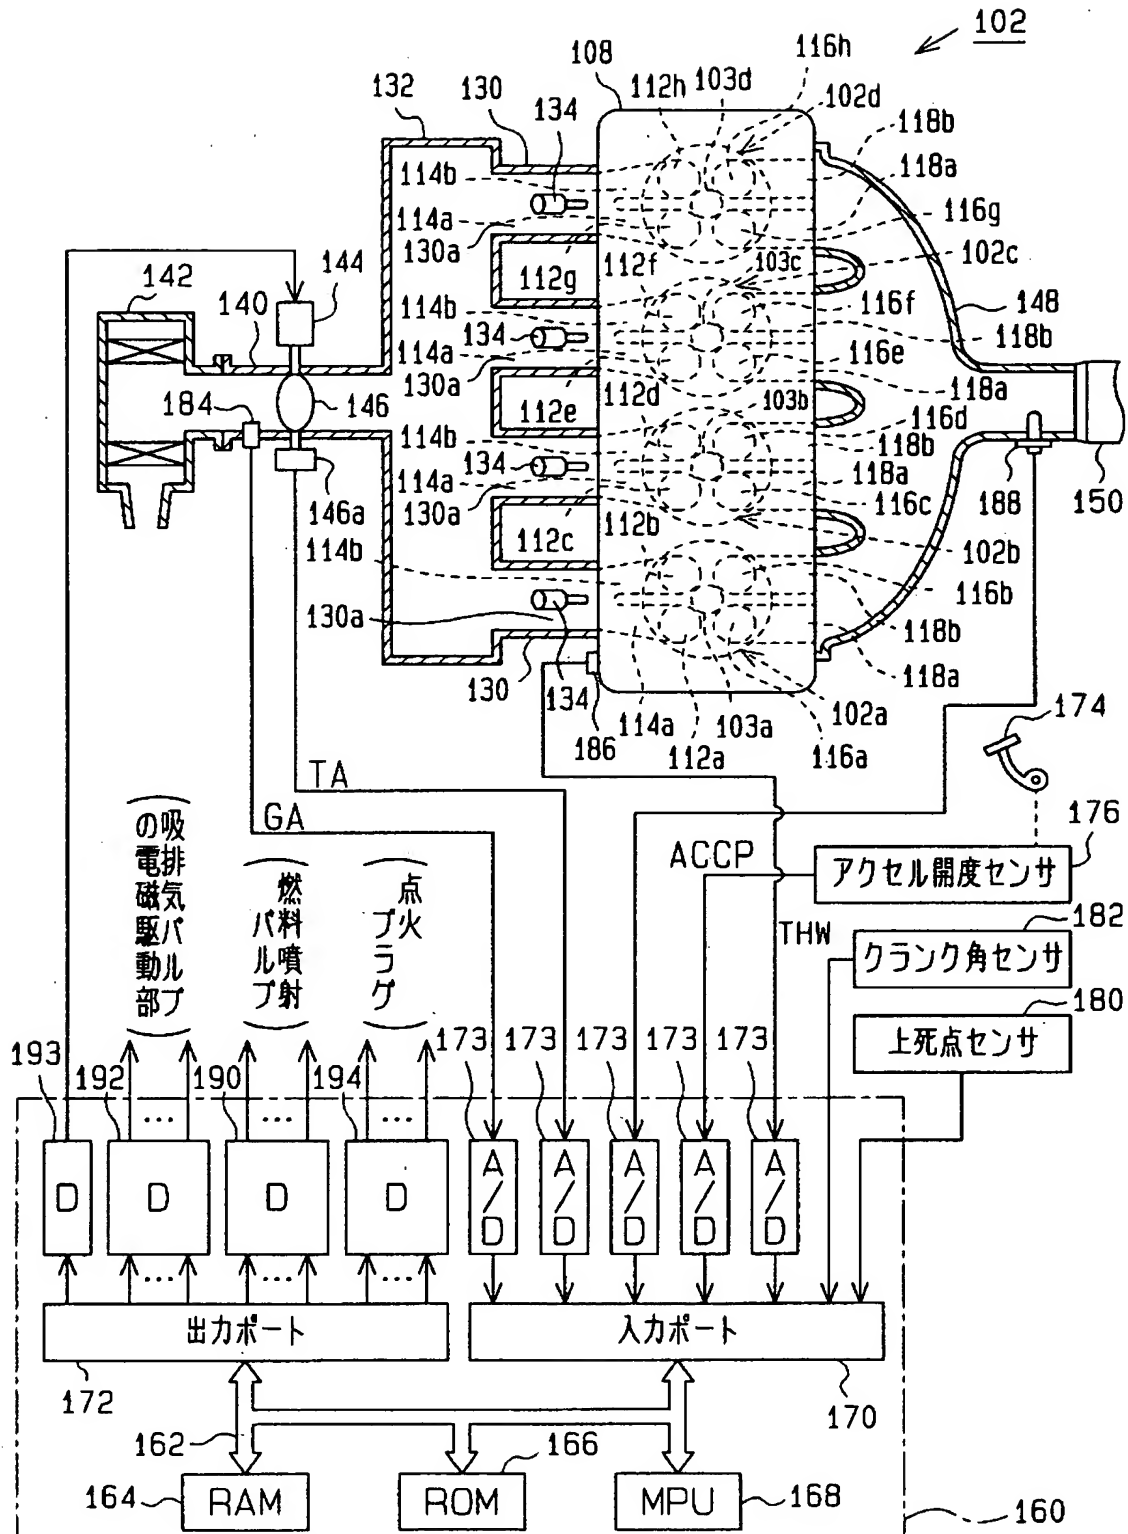 102
108
116h
112h
103d
102d
132
130
134
118b
114b
118a
114a
130a
116g
112g
112f
103c
102c
142
140
144
114b
116f
148
134
118b
114a
116e
130a
112d
118a
184
146
112e
103b
116d
114b
118b
134
118a
114a
146a
130a
112b
116c
188
150
114b
112c
102b
116b
130a
118b
130
134
118a
186
114a
112a
103a
102a
116a
174
TA
GA
176
ACCP
アクセル開度センサ
THW
182
クランク角センサ
180
上死点センサ
(吸排気バルブ
の電磁駆動部)
(燃料噴射
バルブ)
(点火
プラグ)
193
192
190
194
173
173
173
173
173
...
...
...
D
D
D
D
A/D
A/D
A/D
A/D
A/D
...
...
...
出力ポート
入力ポート
172
170
162
166
164
RAM
ROM
MPU
168
160